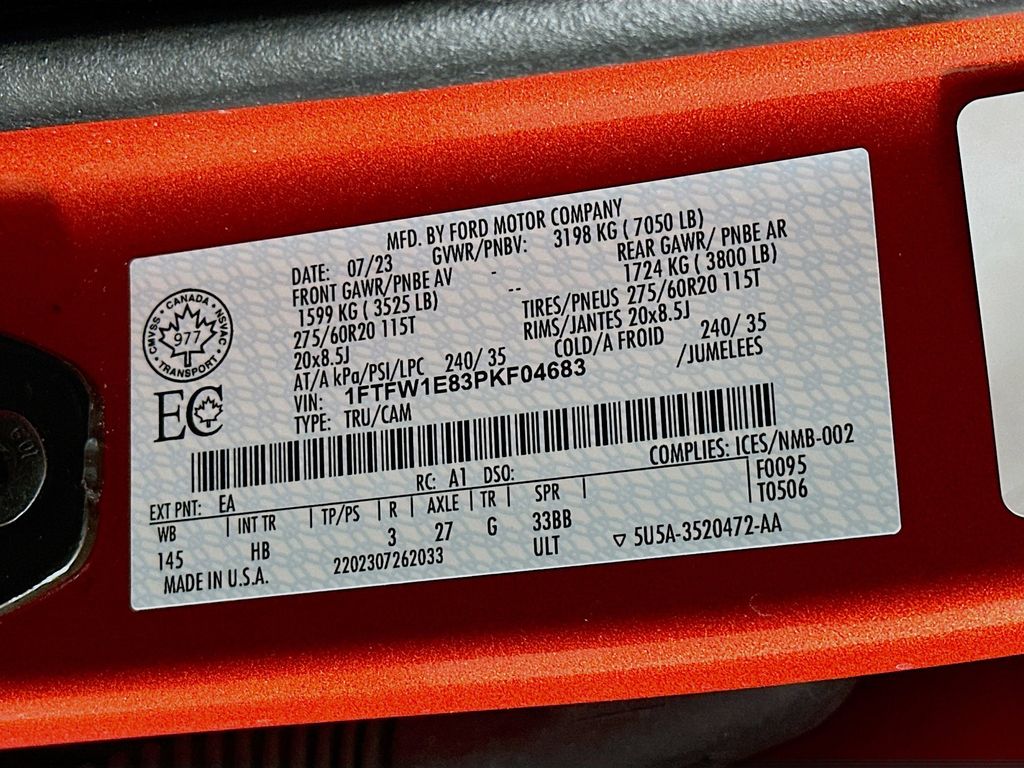 MFD. BY FORD MOTOR COMPANY
DATE: 07/23 GVWR/PNBV: 3198 KG ( 7050 LB)
FRONT GAWR/PNBE AV - REAR GAWR/ PNBE AR
1599 KG ( 3525 LB) -- 1724 KG ( 3800 LB)
275/60R20 115T TIRES/PNEUS 275/60R20 115T
20x8.5J RIMS/JANTES 20x8.5J
AT/A kPa/PSI/LPC 240/ 35 COLD/A FROID 240/ 35
VIN: 1FTFW1E83PKF04683 /JUMELEES
TYPE: TRU/CAM
CANADA
CMVSS NSVAC
977
TRANSPORT
EC
COMPLIES: ICES/NMB-002
RC: A1 DSO:
EXT PNT: EA F0095
WB INT TR TP/PS R AXLE TR SPR T0506
145 HB 3 27 G 33BB
MADE IN U.S.A. 2202307262033 ULT ▽ 5U5A-3520472-AA